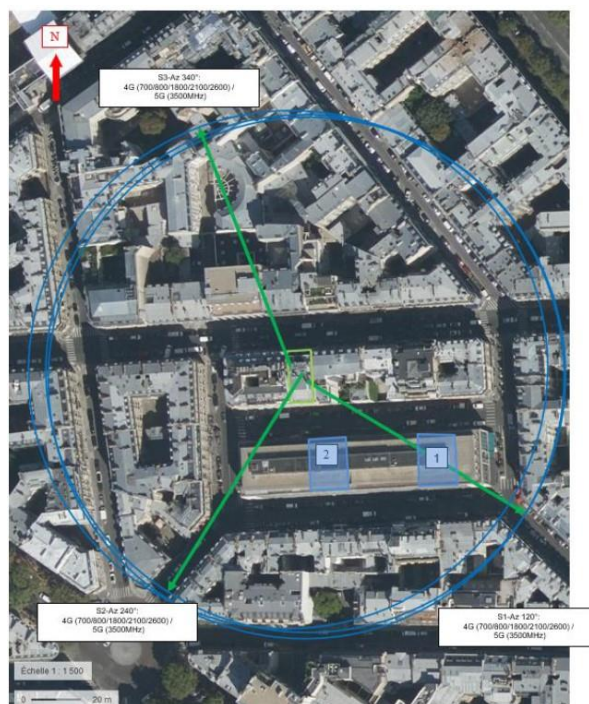 N
S3-Az 340°:
4G (700/800/1800/2100/2600) /
5G (3500MHz)
2
1
S2-Az 240°:
4G (700/800/1800/2100/2600) /
5G (3500MHz)
S1-Az 120°:
4G (700/800/1800/2100/2600) /
5G (3500MHz)
Échelle 1 : 1 500
0 20 m